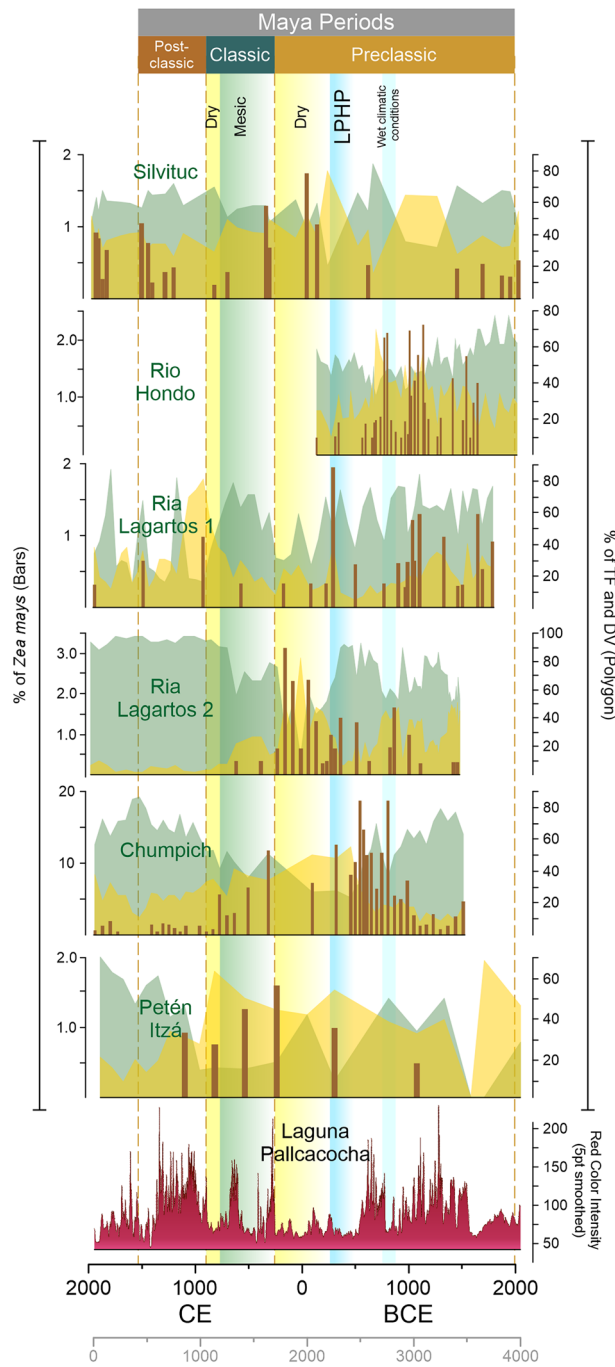 Maya Periods
Post-
classic
Classic
Preclassic
Dry
Mesic
Dry
LPHP
Wet climatic
conditions
Silvituc
2
1
80
60
40
20
Rio
Hondo
2.0
1.0
80
60
40
20
Ria
Lagartos 1
2
1
80
60
40
20
% of Zea mays (Bars)
% of TF and DV (Polygon)
Ria
Lagartos 2
3.0
2.0
1.0
100
80
60
40
20
Chumpich
20
10
80
60
40
20
Petén
Itzá
2.0
1.0
60
40
20
0
Laguna
Pallcacocha
200
150
100
50
Red Color Intensity
(5pt smoothed)
2000 1000 0 1000 2000
CE BCE
0 1000 2000 3000 4000